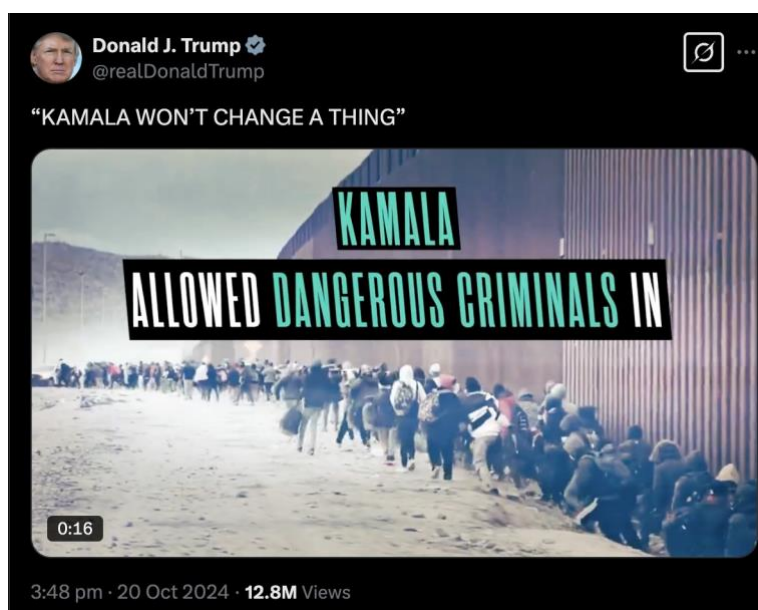 Donald J. Trump
@realDonaldTrump
“KAMALA WON’T CHANGE A THING”
KAMALA
ALLOWED DANGEROUS CRIMINALS IN
0:16
3:48 pm · 20 Oct 2024 · 12.8M Views